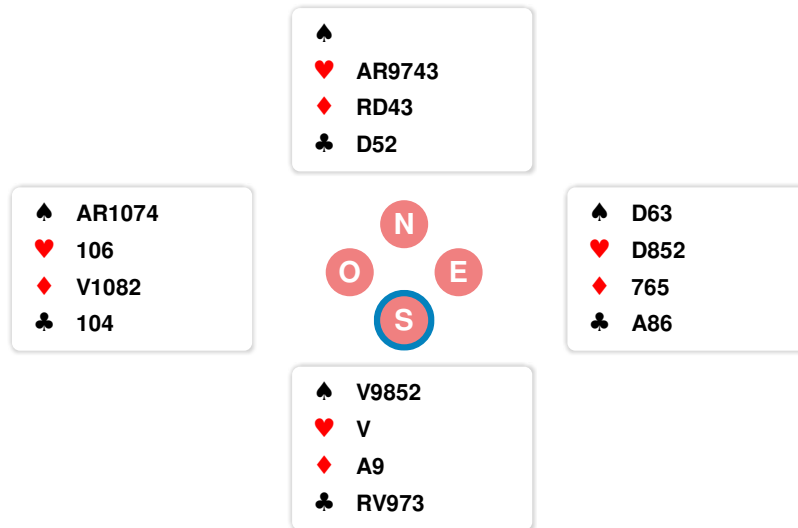 ♠
♥ AR9743
♦ RD43
♣ D52
♠ AR1074
♥ 106
♦ V1082
♣ 104
N
O E
S
♠ D63
♥ D852
♦ 765
♣ A86
♠ V9852
♥ V
♦ A9
♣ RV973